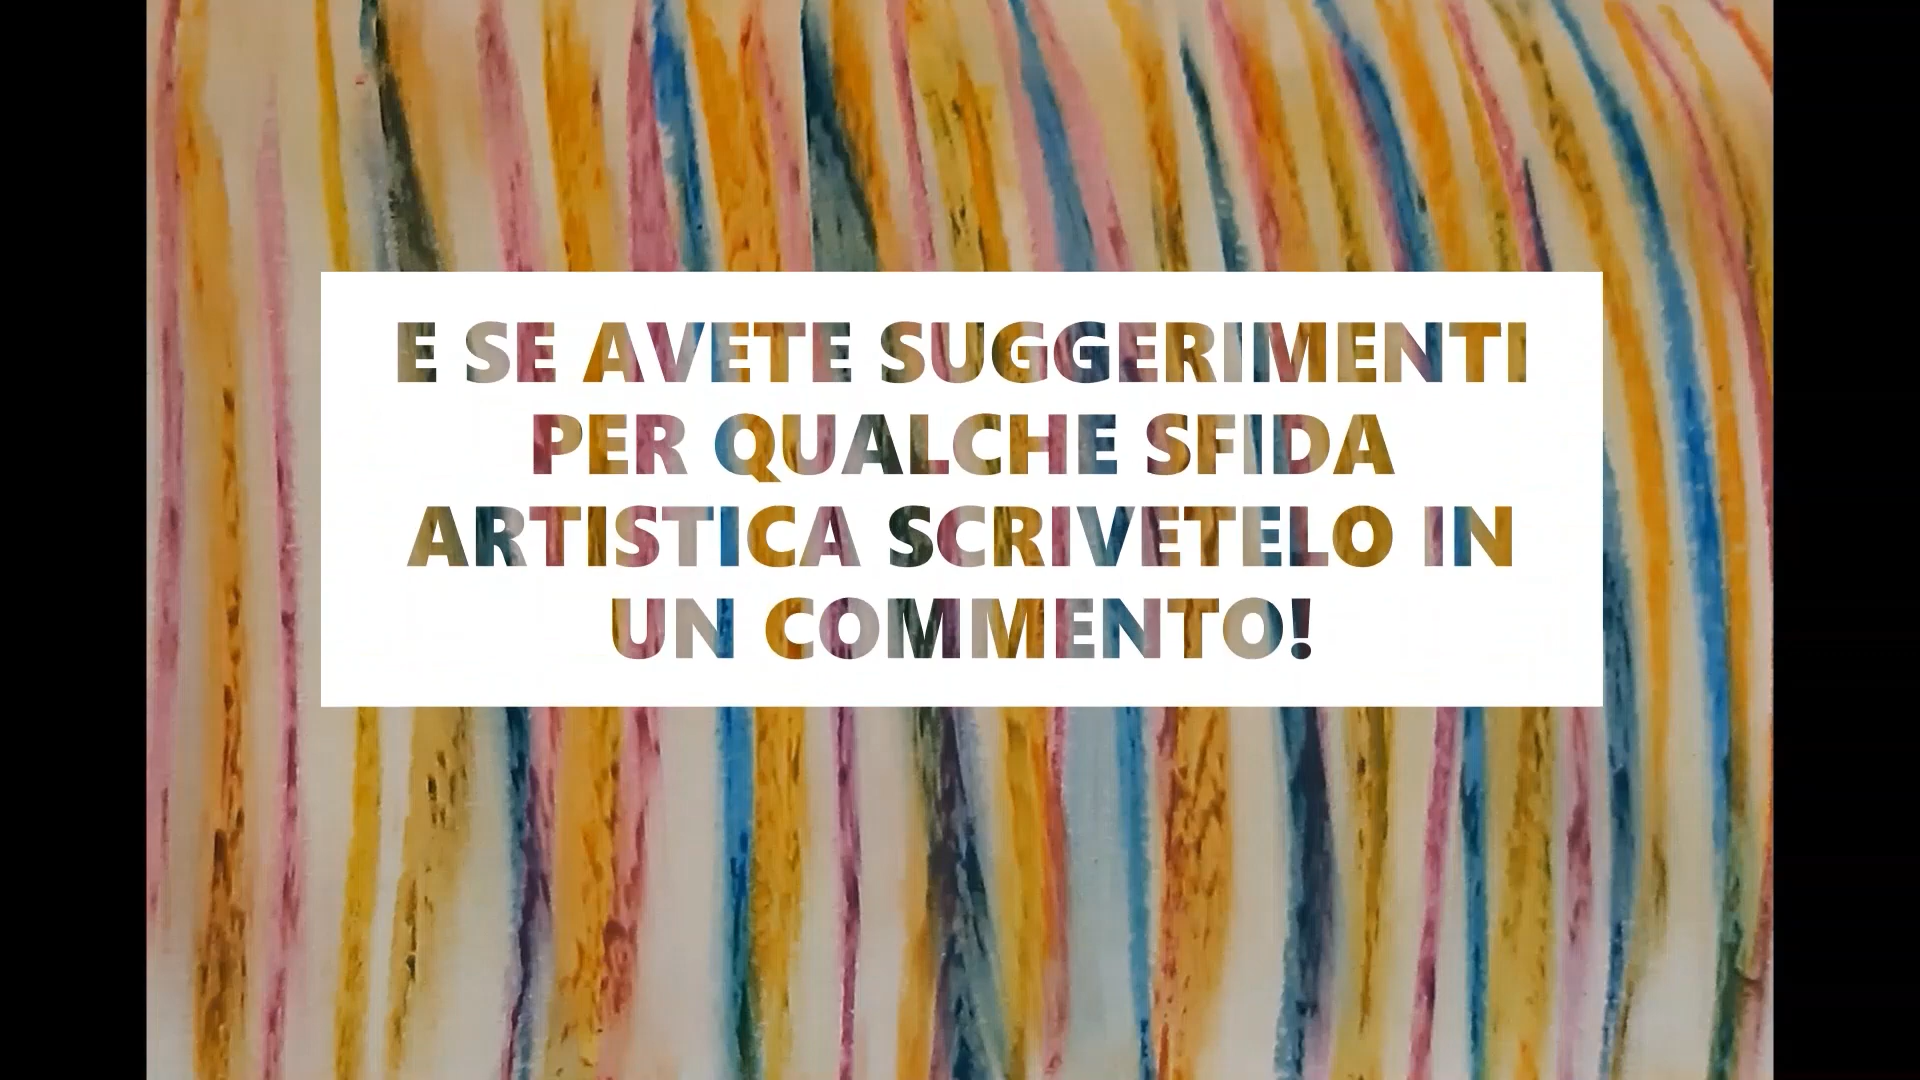 E SE AVETE SUGGERIMENTI
PER QUALCHE SFIDA
ARTISTICA SCRIVETELO IN
UN COMMENTO!